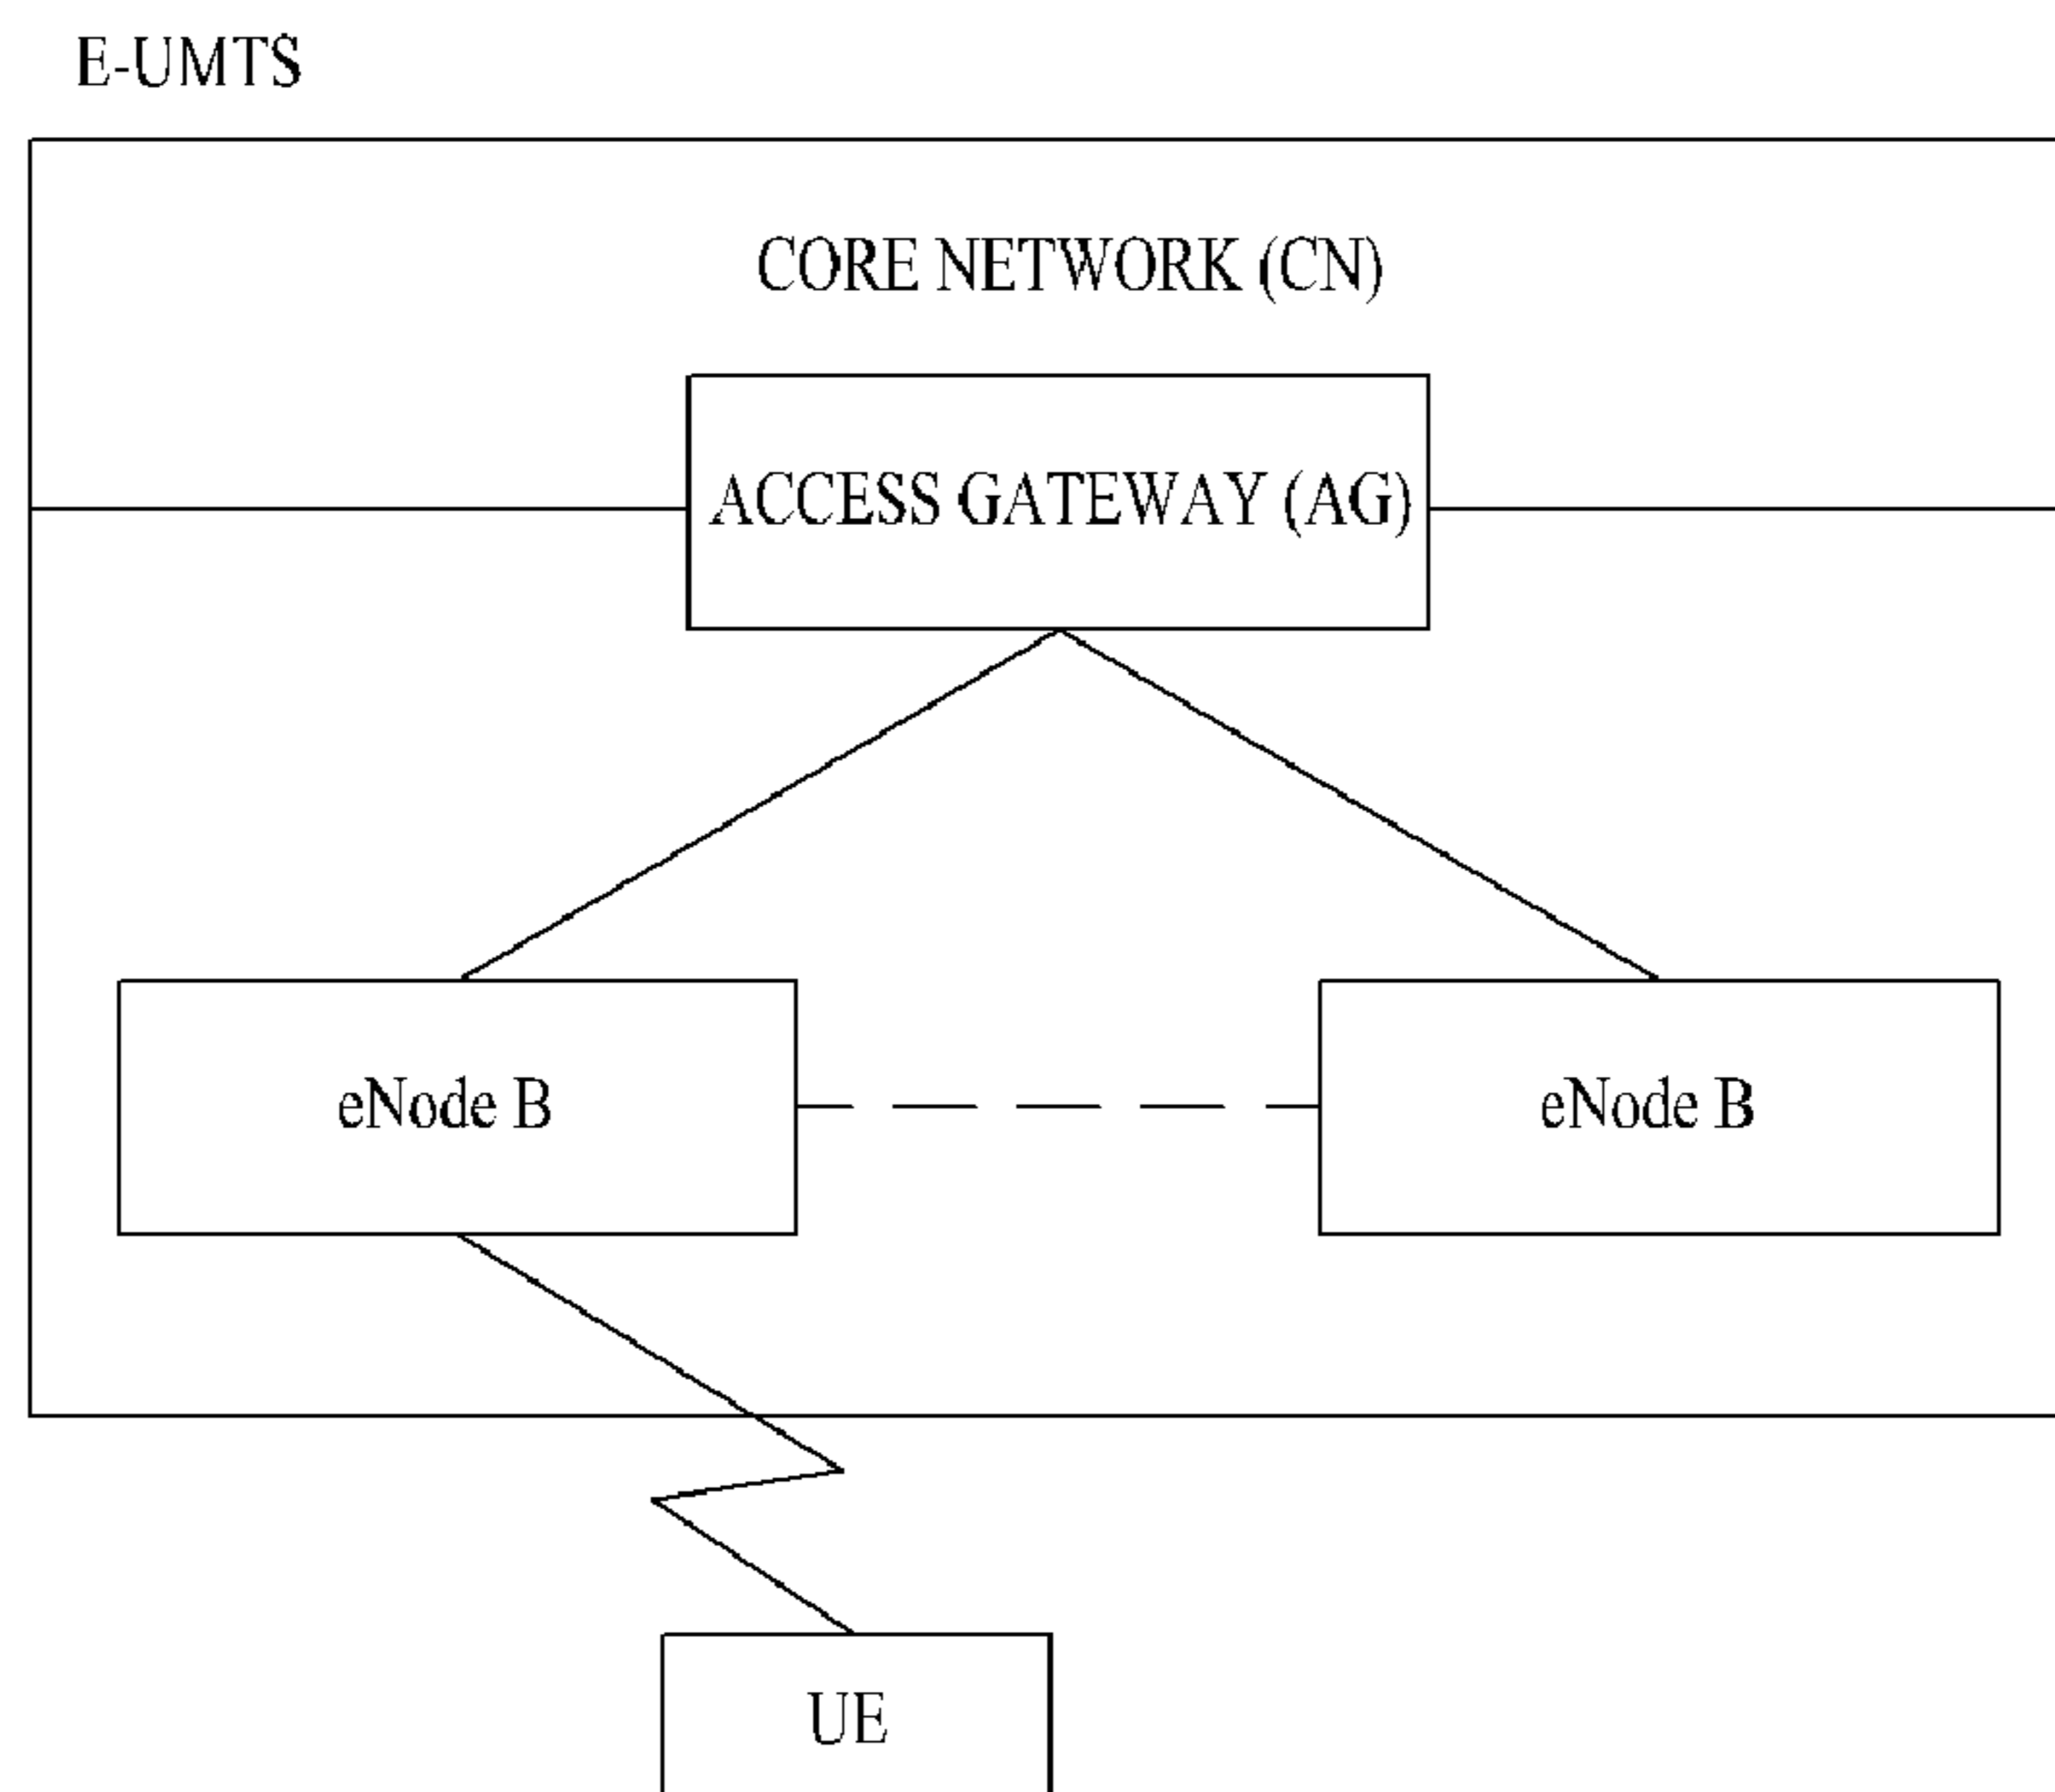 E-UMTS
CORE NETWORK (CN)
ACCESS GATEWAY (AG)
eNode B
eNode B
UE